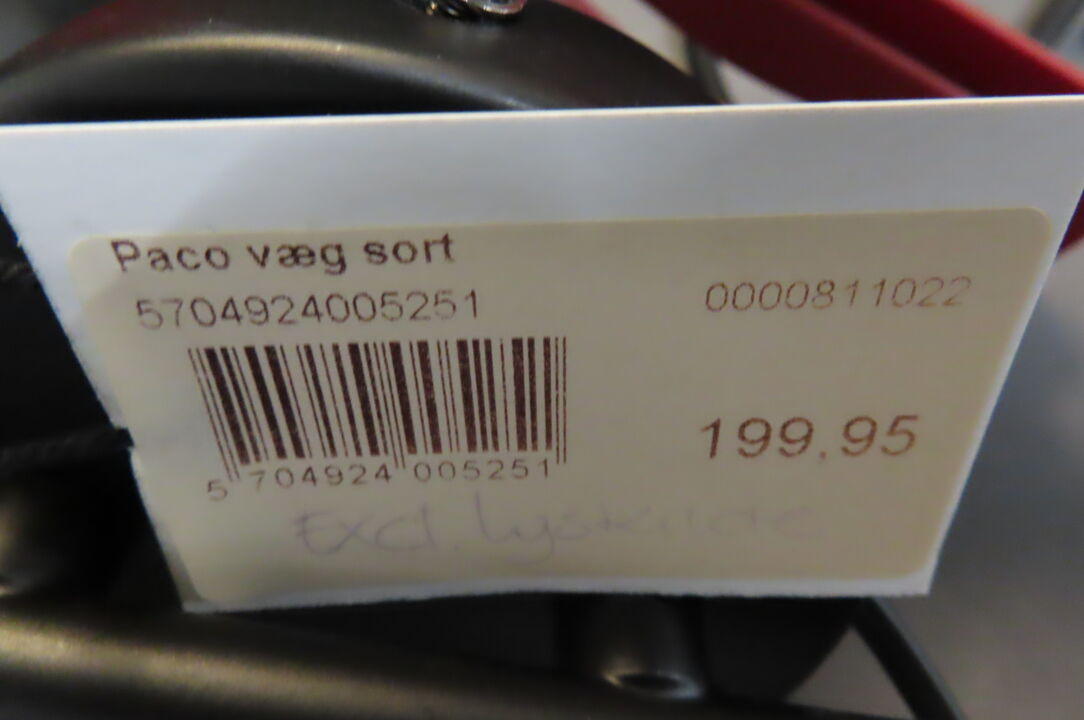 Paco væg sort
5704924005251
0000811022
199,95
5 704924 005251
Excl. lyskilde